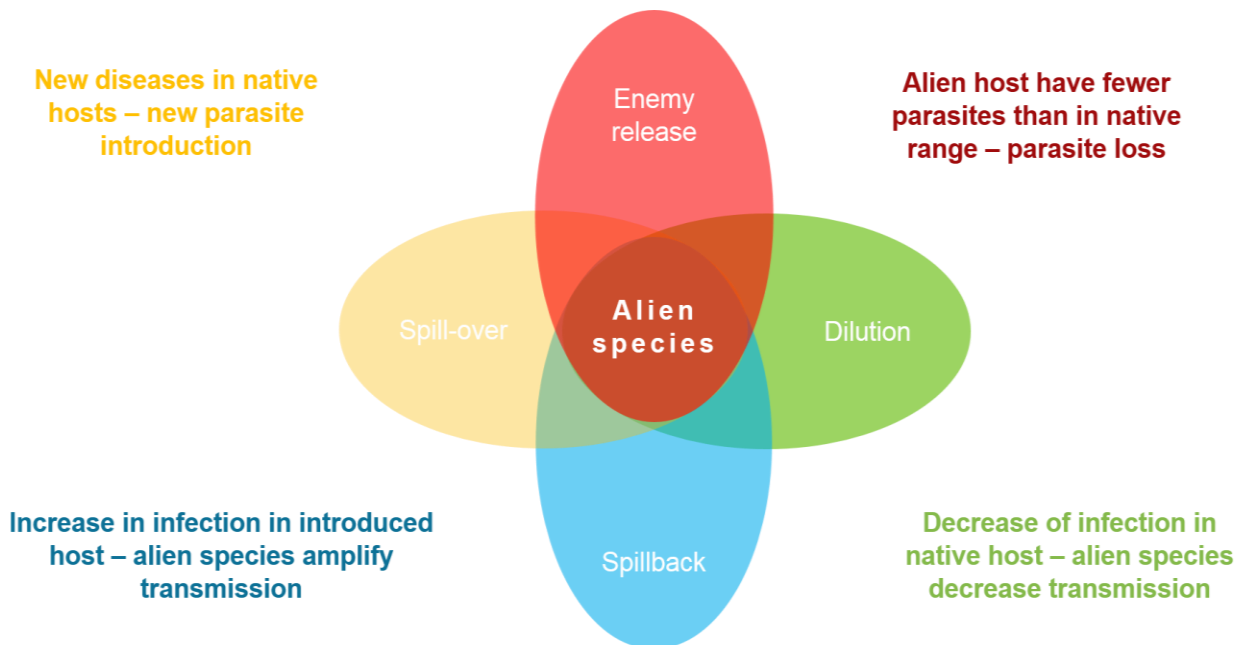 New diseases in native
hosts – new parasite
introduction
Enemy
release
Alien host have fewer
parasites than in native
range – parasite loss
Spill-over
Alien
species
Dilution
Increase in infection in introduced
host – alien species amplify
transmission
Spillback
Decrease of infection in
native host – alien species
decrease transmission